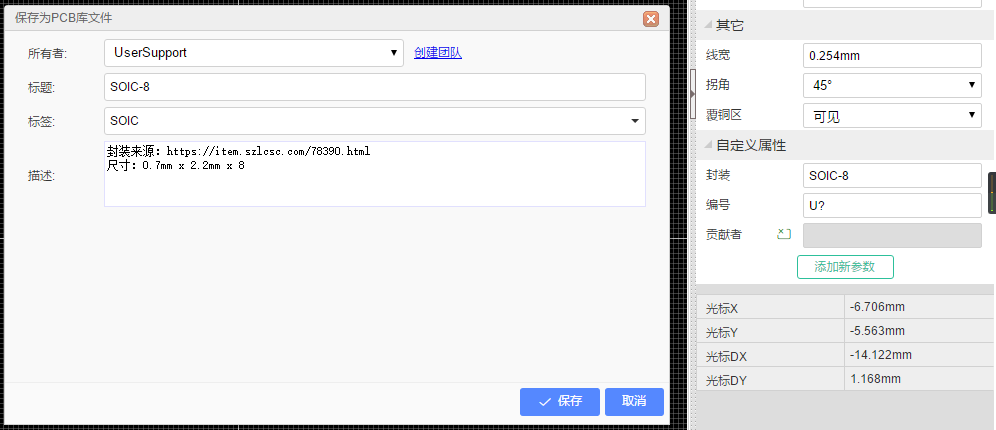 保存为PCB库文件
所有者: UserSupport 创建团队
标题: SOIC-8
标签: SOIC
描述: 封装来源：https://item.szlcsc.com/78390.html
尺寸：0.7mm x 2.2mm x 8
保存 取消
其它
线宽 0.254mm
拐角 45°
覆铜区 可见
自定义属性
封装 SOIC-8
编号 U?
贡献者
添加新参数
光标X -6.706mm
光标Y -5.563mm
光标DX -14.122mm
光标DY 1.168mm